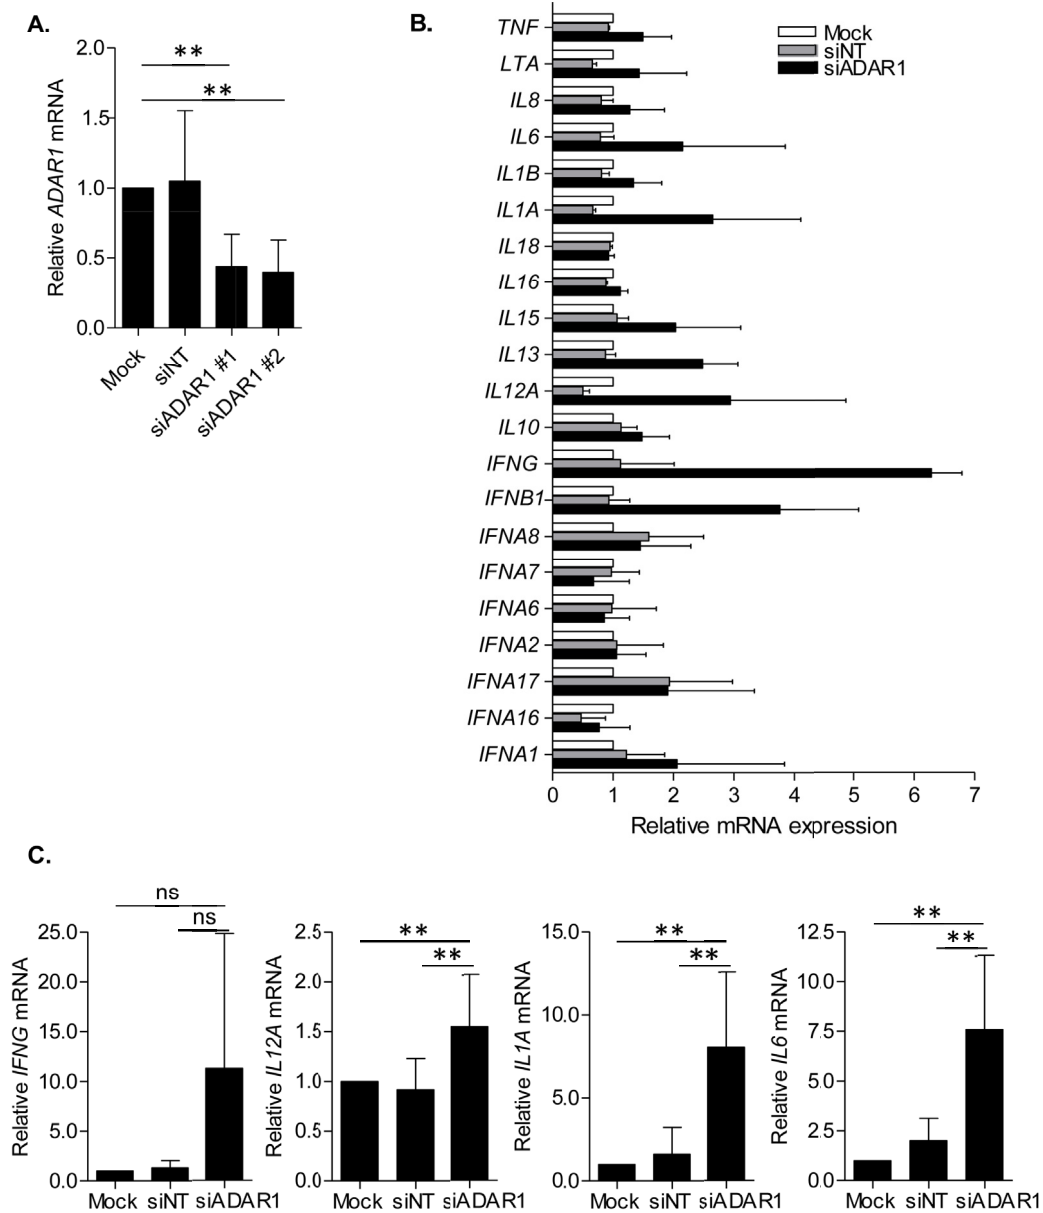 A.
Relative ADAR1 mRNA
2.0
1.5
1.0
0.5
0.0
**
**
Mock
siNT
siADAR1 #1
siADAR1 #2
B.
Mock
siNT
siADAR1
TNF
LTA
IL8
IL6
IL1B
IL1A
IL18
IL16
IL15
IL13
IL12A
IL10
IFNG
IFNB1
IFNA8
IFNA7
IFNA6
IFNA2
IFNA17
IFNA16
IFNA1
0 1 2 3 4 5 6 7
Relative mRNA expression
C.
Relative IFNG mRNA
25.0
20.0
15.0
10.0
5.0
0.0
ns
ns
Mock siNT siADAR1
Relative IL12A mRNA
2.5
2.0
1.5
1.0
0.5
0.0
**
**
Mock siNT siADAR1
Relative IL1A mRNA
15.0
10.0
5.0
0.0
**
**
Mock siNT siADAR1
Relative IL6 mRNA
12.5
10.0
7.5
5.0
2.5
0.0
**
**
Mock siNT siADAR1